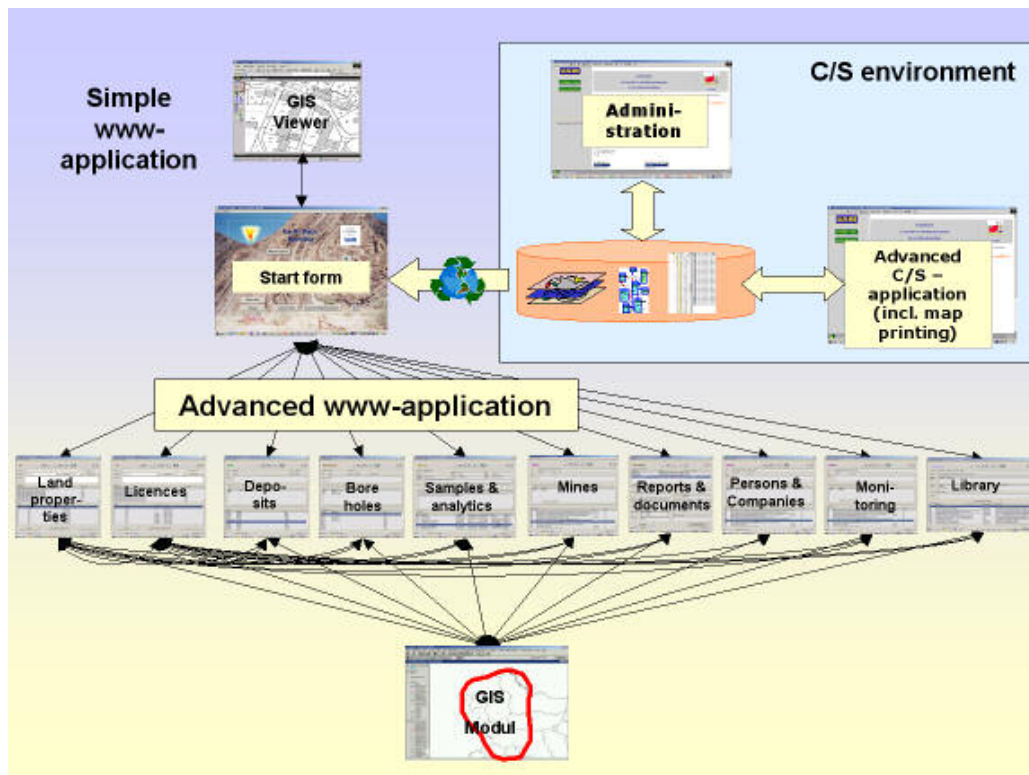 Simple
www-
application
GIS
Viewer
C/S environment
Admini-
stration
Start form
Advanced
C/S –
application
(incl. map
printing)
Advanced www-application
Land
proper-
ties
Licences
Depo-
sits
Bore
holes
Samples &
analytics
Mines
Reports &
documents
Persons &
Companies
Moni-
toring
Library
GIS
Modul